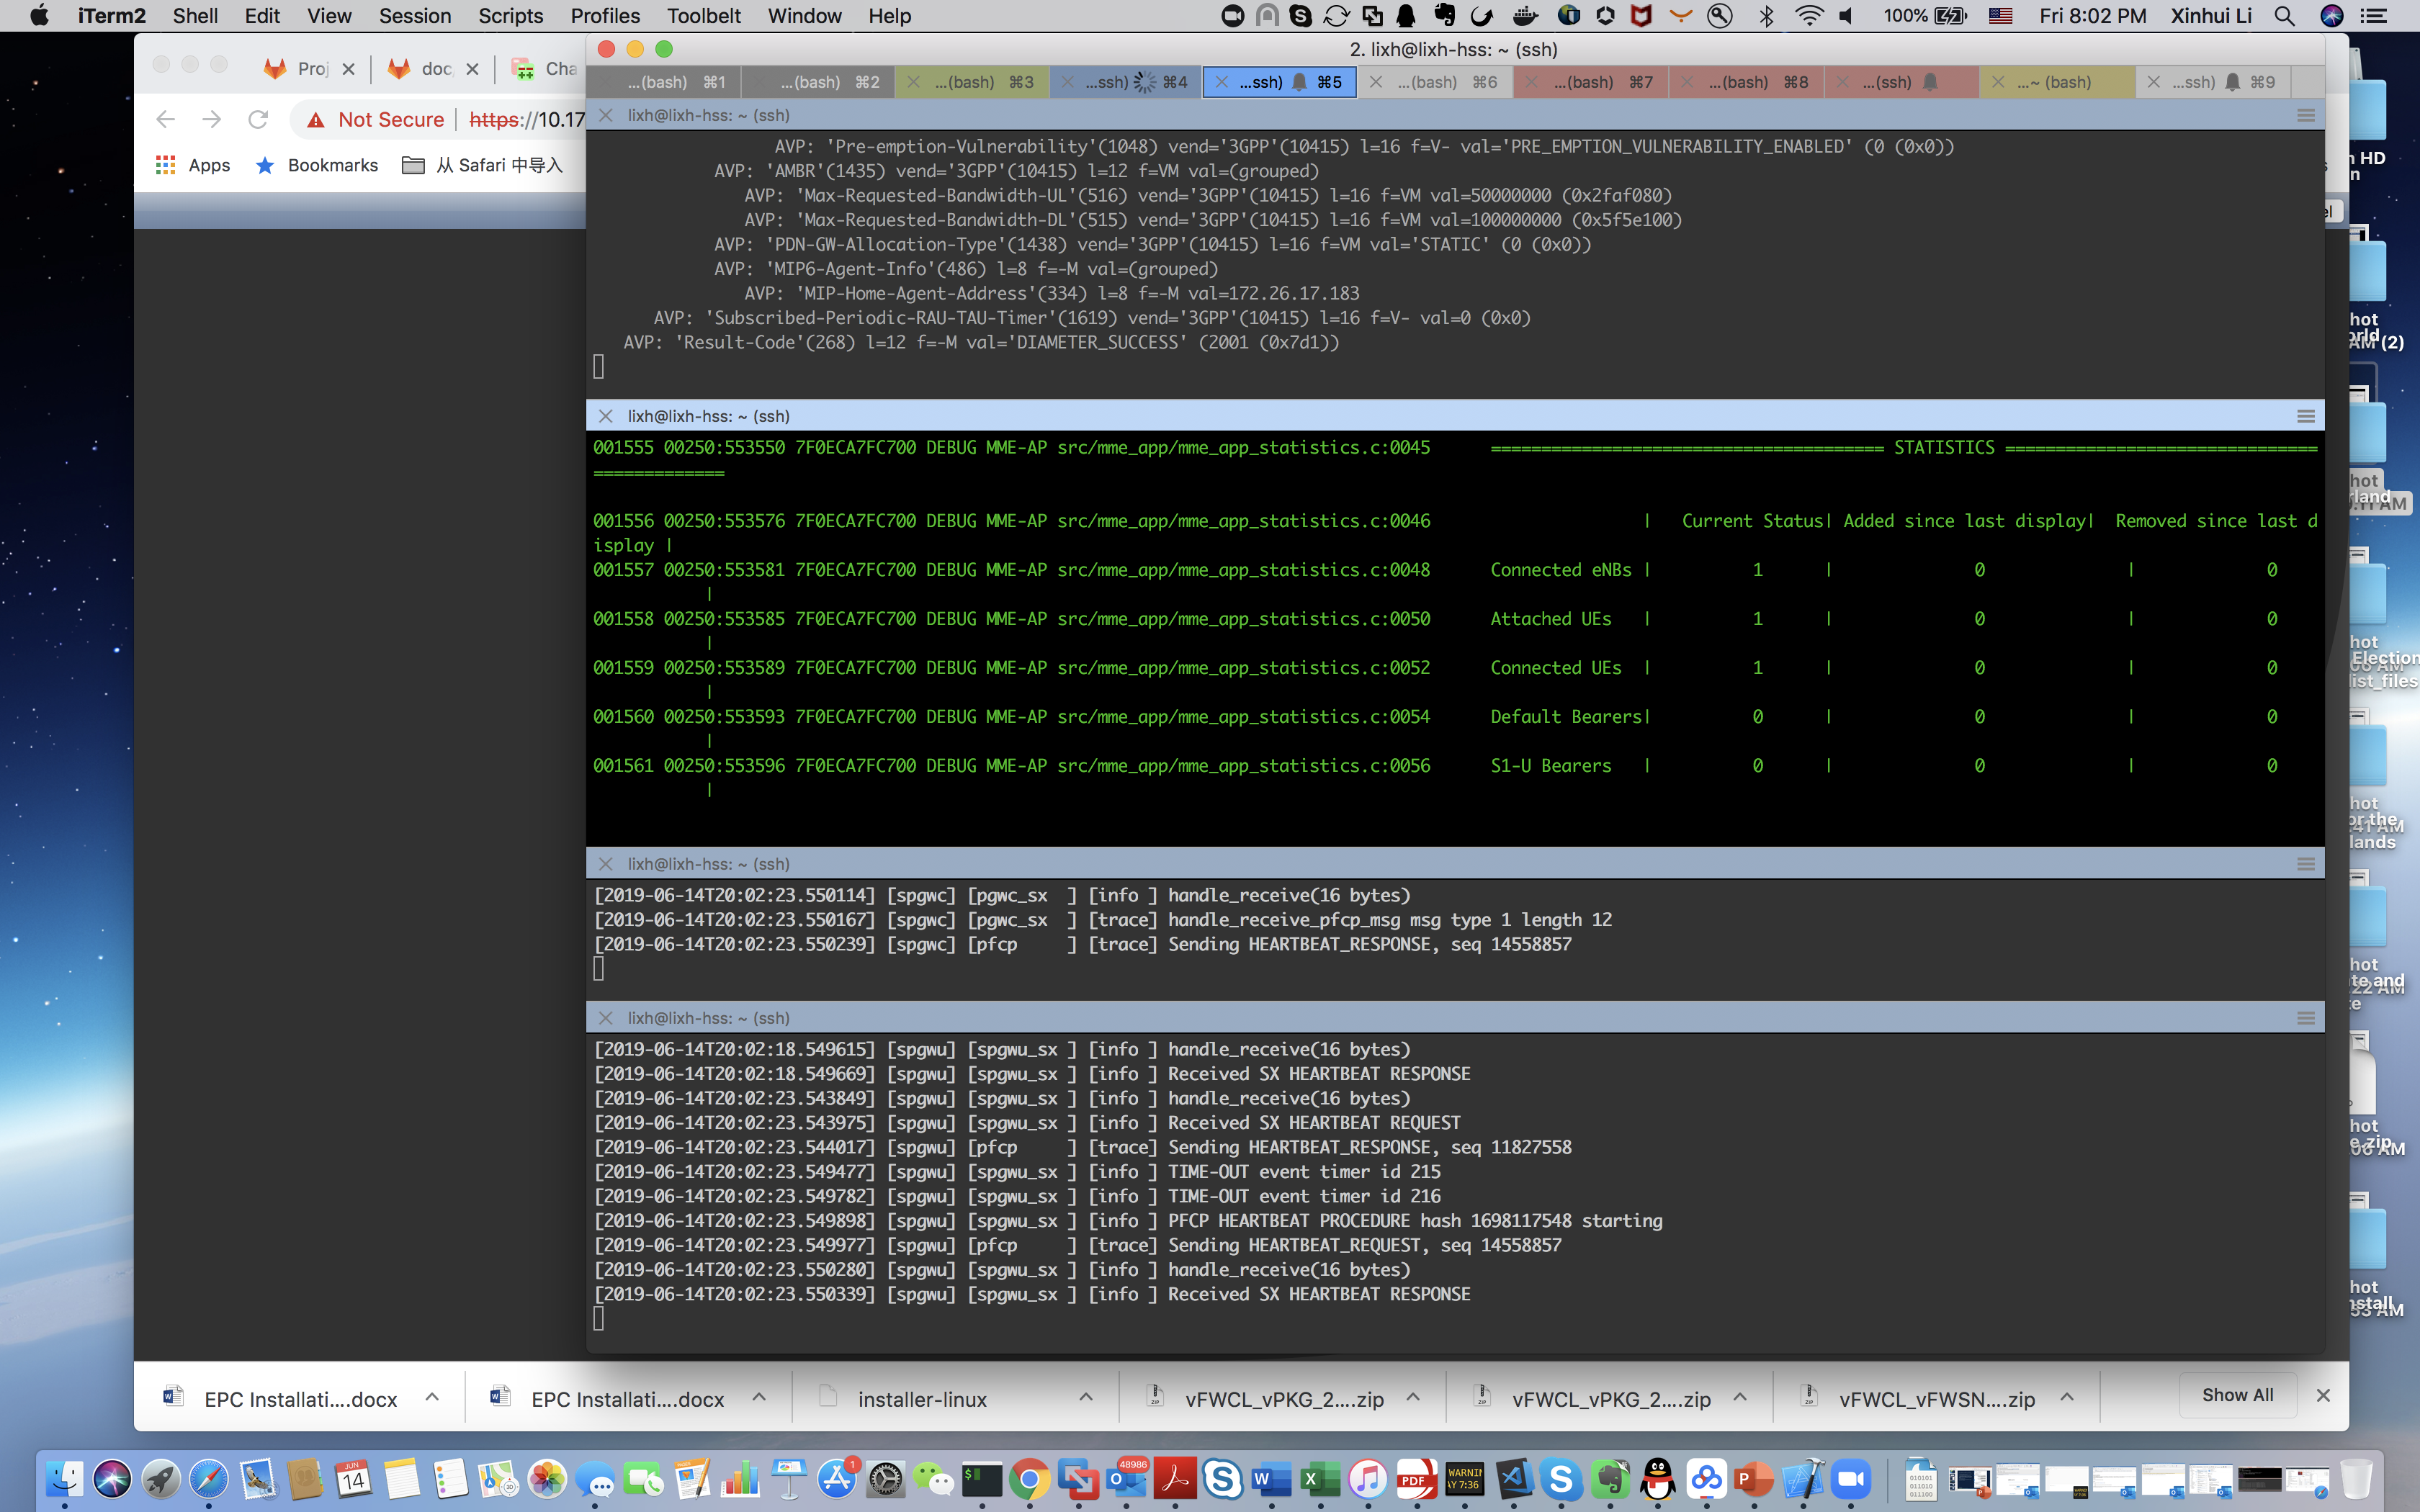 iTerm2 Shell Edit View Session Scripts Profiles Toolbelt Window Help 100% Fri 8:02 PM Xinhui Li
2. lixh@lixh-hss: ~ (ssh)
Proj doc Cha
...(bash) ⌘1 ...(bash) ⌘2 ...(bash) ⌘3 ...ssh) ⌘4 ...ssh) ⌘5 ...(bash) ⌘6 ...(bash) ⌘7 ...(bash) ⌘8 ...(ssh) ...~ (bash) ...ssh) ⌘9
Not Secure https://10.17
Apps Bookmarks 从 Safari 中导入
lixh@lixh-hss: ~ (ssh)
AVP: 'Pre-emption-Vulnerability'(1048) vend='3GPP'(10415) l=16 f=V- val='PRE_EMPTION_VULNERABILITY_ENABLED' (0 (0x0))
AVP: 'AMBR'(1435) vend='3GPP'(10415) l=12 f=VM val=(grouped)
AVP: 'Max-Requested-Bandwidth-UL'(516) vend='3GPP'(10415) l=16 f=VM val=50000000 (0x2faf080)
AVP: 'Max-Requested-Bandwidth-DL'(515) vend='3GPP'(10415) l=16 f=VM val=100000000 (0x5f5e100)
AVP: 'PDN-GW-Allocation-Type'(1438) vend='3GPP'(10415) l=16 f=VM val='STATIC' (0 (0x0))
AVP: 'MIP6-Agent-Info'(486) l=8 f=-M val=(grouped)
AVP: 'MIP-Home-Agent-Address'(334) l=8 f=-M val=172.26.17.183
AVP: 'Subscribed-Periodic-RAU-TAU-Timer'(1619) vend='3GPP'(10415) l=16 f=V- val=0 (0x0)
AVP: 'Result-Code'(268) l=12 f=-M val='DIAMETER_SUCCESS' (2001 (0x7d1))
lixh@lixh-hss: ~ (ssh)
001555 00250:553550 7F0ECA7FC700 DEBUG MME-AP src/mme_app/mme_app_statistics.c:0045 ======================================= STATISTICS ===============================
=============
001556 00250:553576 7F0ECA7FC700 DEBUG MME-AP src/mme_app/mme_app_statistics.c:0046 | Current Status| Added since last display| Removed since last d
isplay |
001557 00250:553581 7F0ECA7FC700 DEBUG MME-AP src/mme_app/mme_app_statistics.c:0048 Connected eNBs | 1 | 0 | 0
|
001558 00250:553585 7F0ECA7FC700 DEBUG MME-AP src/mme_app/mme_app_statistics.c:0050 Attached UEs | 1 | 0 | 0
|
001559 00250:553589 7F0ECA7FC700 DEBUG MME-AP src/mme_app/mme_app_statistics.c:0052 Connected UEs | 1 | 0 | 0
|
001560 00250:553593 7F0ECA7FC700 DEBUG MME-AP src/mme_app/mme_app_statistics.c:0054 Default Bearers| 0 | 0 | 0
|
001561 00250:553596 7F0ECA7FC700 DEBUG MME-AP src/mme_app/mme_app_statistics.c:0056 S1-U Bearers | 0 | 0 | 0
|
lixh@lixh-hss: ~ (ssh)
[2019-06-14T20:02:23.550114] [spgwc] [pgwc_sx ] [info ] handle_receive(16 bytes)
[2019-06-14T20:02:23.550167] [spgwc] [pgwc_sx ] [trace] handle_receive_pfcp_msg msg type 1 length 12
[2019-06-14T20:02:23.550239] [spgwc] [pfcp ] [trace] Sending HEARTBEAT_RESPONSE, seq 14558857
lixh@lixh-hss: ~ (ssh)
[2019-06-14T20:02:18.549615] [spgwu] [spgwu_sx ] [info ] handle_receive(16 bytes)
[2019-06-14T20:02:18.549669] [spgwu] [spgwu_sx ] [info ] Received SX HEARTBEAT RESPONSE
[2019-06-14T20:02:23.543849] [spgwu] [spgwu_sx ] [info ] handle_receive(16 bytes)
[2019-06-14T20:02:23.543975] [spgwu] [spgwu_sx ] [info ] Received SX HEARTBEAT REQUEST
[2019-06-14T20:02:23.544017] [spgwu] [pfcp ] [trace] Sending HEARTBEAT_RESPONSE, seq 11827558
[2019-06-14T20:02:23.549477] [spgwu] [spgwu_sx ] [info ] TIME-OUT event timer id 215
[2019-06-14T20:02:23.549782] [spgwu] [spgwu_sx ] [info ] TIME-OUT event timer id 216
[2019-06-14T20:02:23.549898] [spgwu] [spgwu_sx ] [info ] PFCP HEARTBEAT PROCEDURE hash 1698117548 starting
[2019-06-14T20:02:23.549977] [spgwu] [pfcp ] [trace] Sending HEARTBEAT_REQUEST, seq 14558857
[2019-06-14T20:02:23.550280] [spgwu] [spgwu_sx ] [info ] handle_receive(16 bytes)
[2019-06-14T20:02:23.550339] [spgwu] [spgwu_sx ] [info ] Received SX HEARTBEAT RESPONSE
EPC Installati....docx EPC Installati....docx installer-linux vFWCL_vPKG_2....zip vFWCL_vPKG_2....zip vFWCL_vFWSN....zip Show All
JUN 14 1 48986 PDF